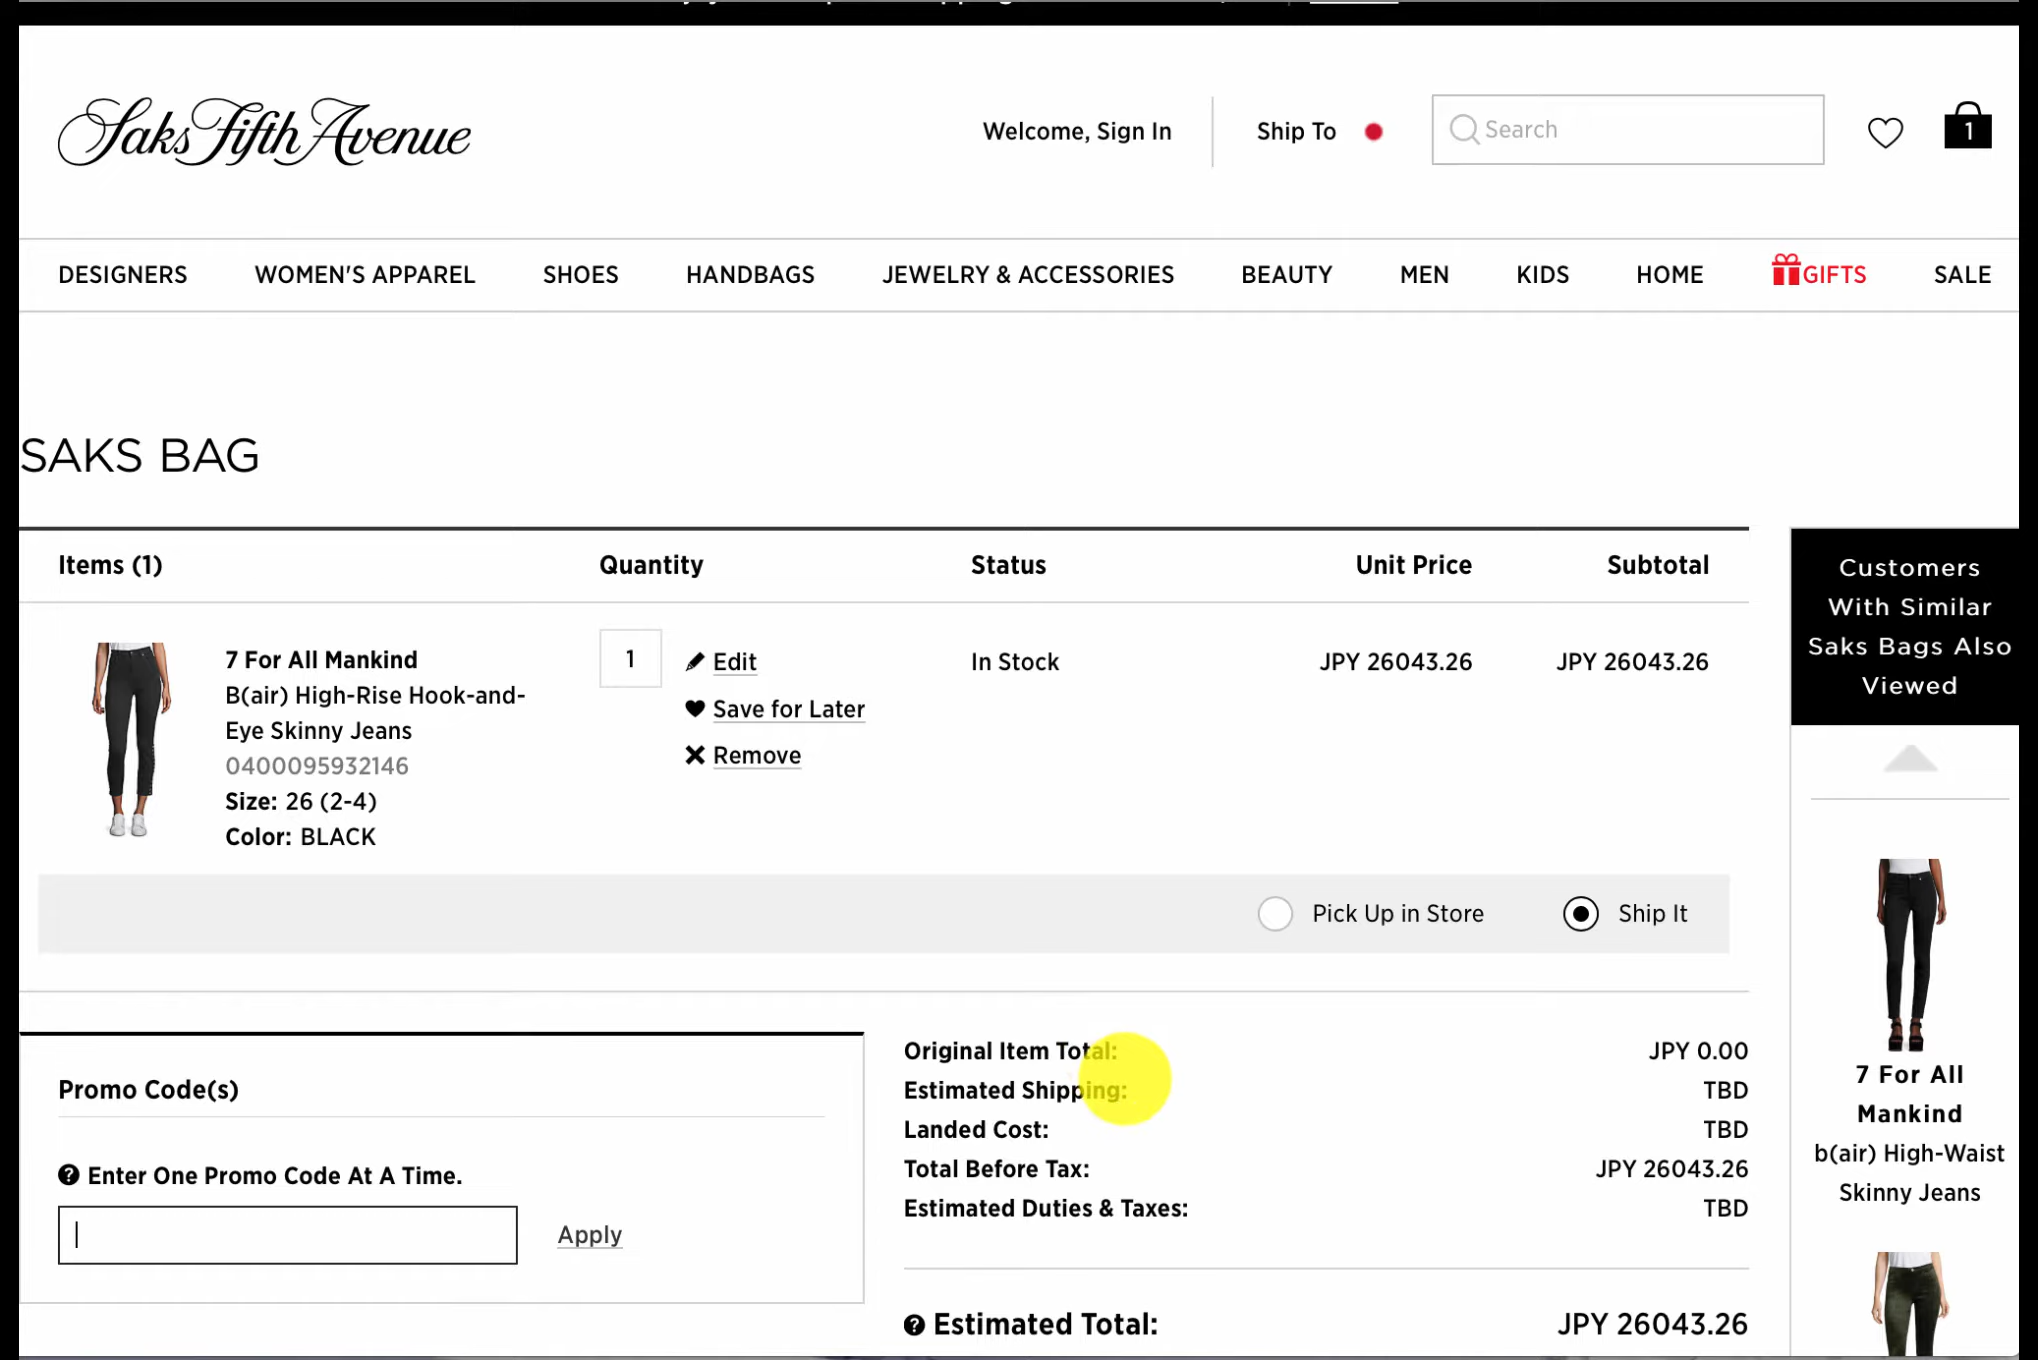 Saks Fifth Avenue
Welcome, Sign In
Ship To
Search
1
DESIGNERS WOMEN'S APPAREL SHOES HANDBAGS JEWELRY & ACCESSORIES BEAUTY MEN KIDS HOME GIFTS SALE
SAKS BAG
Items (1) Quantity Status Unit Price Subtotal
7 For All Mankind
B(air) High-Rise Hook-and-
Eye Skinny Jeans
0400095932146
Size: 26 (2-4)
Color: BLACK
1
Edit
Save for Later
Remove
In Stock
JPY 26043.26
JPY 26043.26
Pick Up in Store
Ship It
Promo Code(s)
Enter One Promo Code At A Time.
Apply
Original Item Total: JPY 0.00
Estimated Shipping: TBD
Landed Cost: TBD
Total Before Tax: JPY 26043.26
Estimated Duties & Taxes: TBD
Estimated Total: JPY 26043.26
Customers
With Similar
Saks Bags Also
Viewed
7 For All
Mankind
b(air) High-Waist
Skinny Jeans